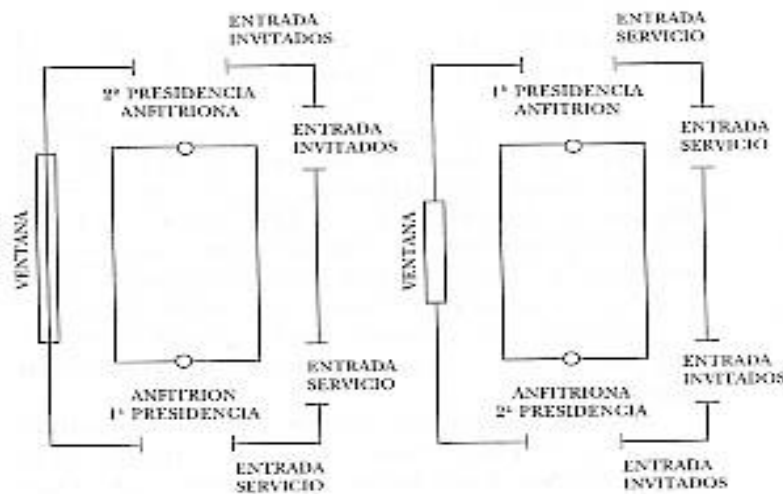 ENTRADA
INVITADOS
2ª PRESIDENCIA
ANFITRIONA
ENTRADA
INVITADOS
VENTANA
ENTRADA
SERVICIO
ANFITRION
1ª PRESIDENCIA
ENTRADA
SERVICIO
ENTRADA
SERVICIO
1ª PRESIDENCIA
ANFITRION
ENTRADA
SERVICIO
VENTANA
ENTRADA
INVITADOS
ANFITRIONA
2ª PRESIDENCIA
ENTRADA
INVITADOS